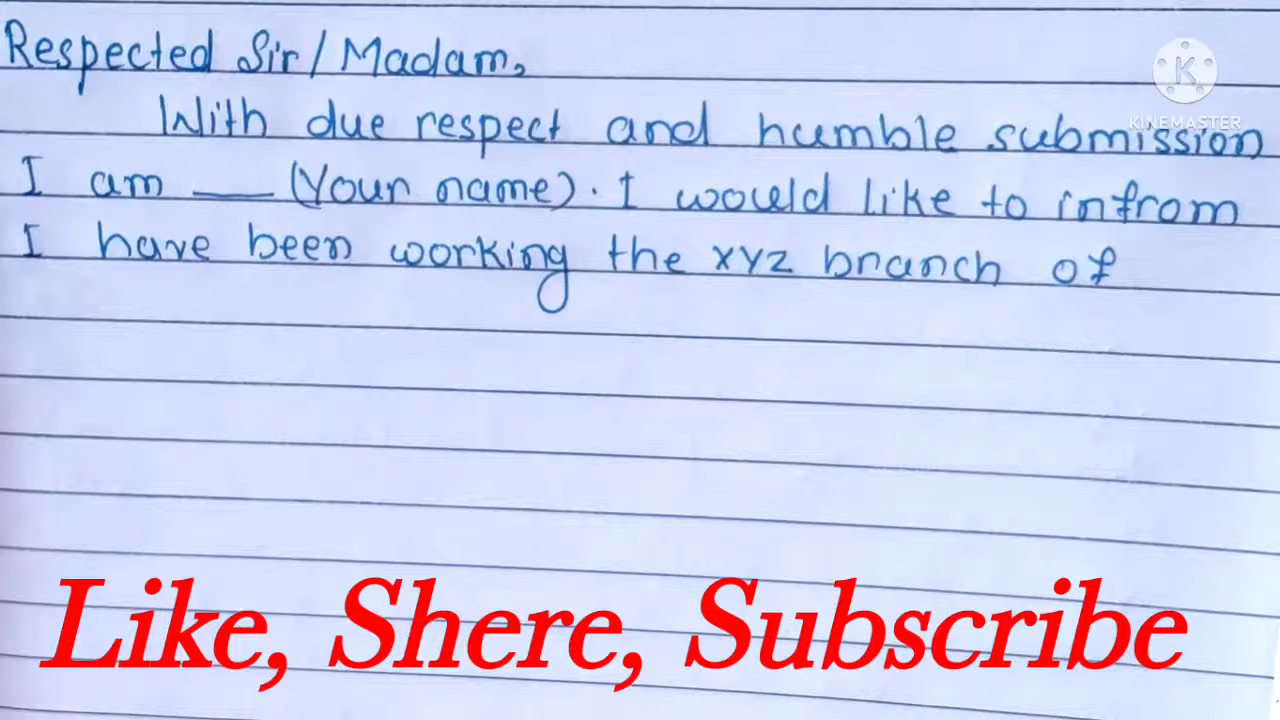 Respected Sir/Madam,
K
KINEMASTER
With due respect and humble submission
I am ___ (Your name). I would like to infrom
I have been working the XYZ branch of
Like, Shere, Subscribe